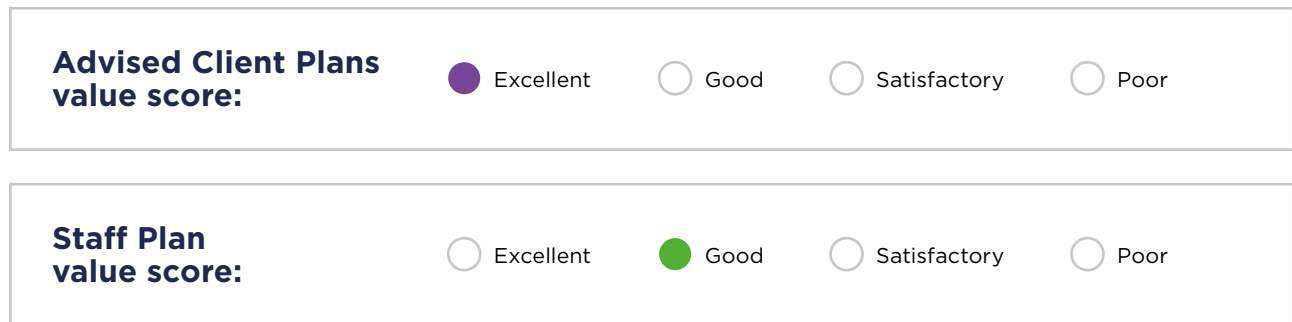 Advised Client Plans
value score:
Excellent Good Satisfactory Poor
Staff Plan
value score:
Excellent Good Satisfactory Poor